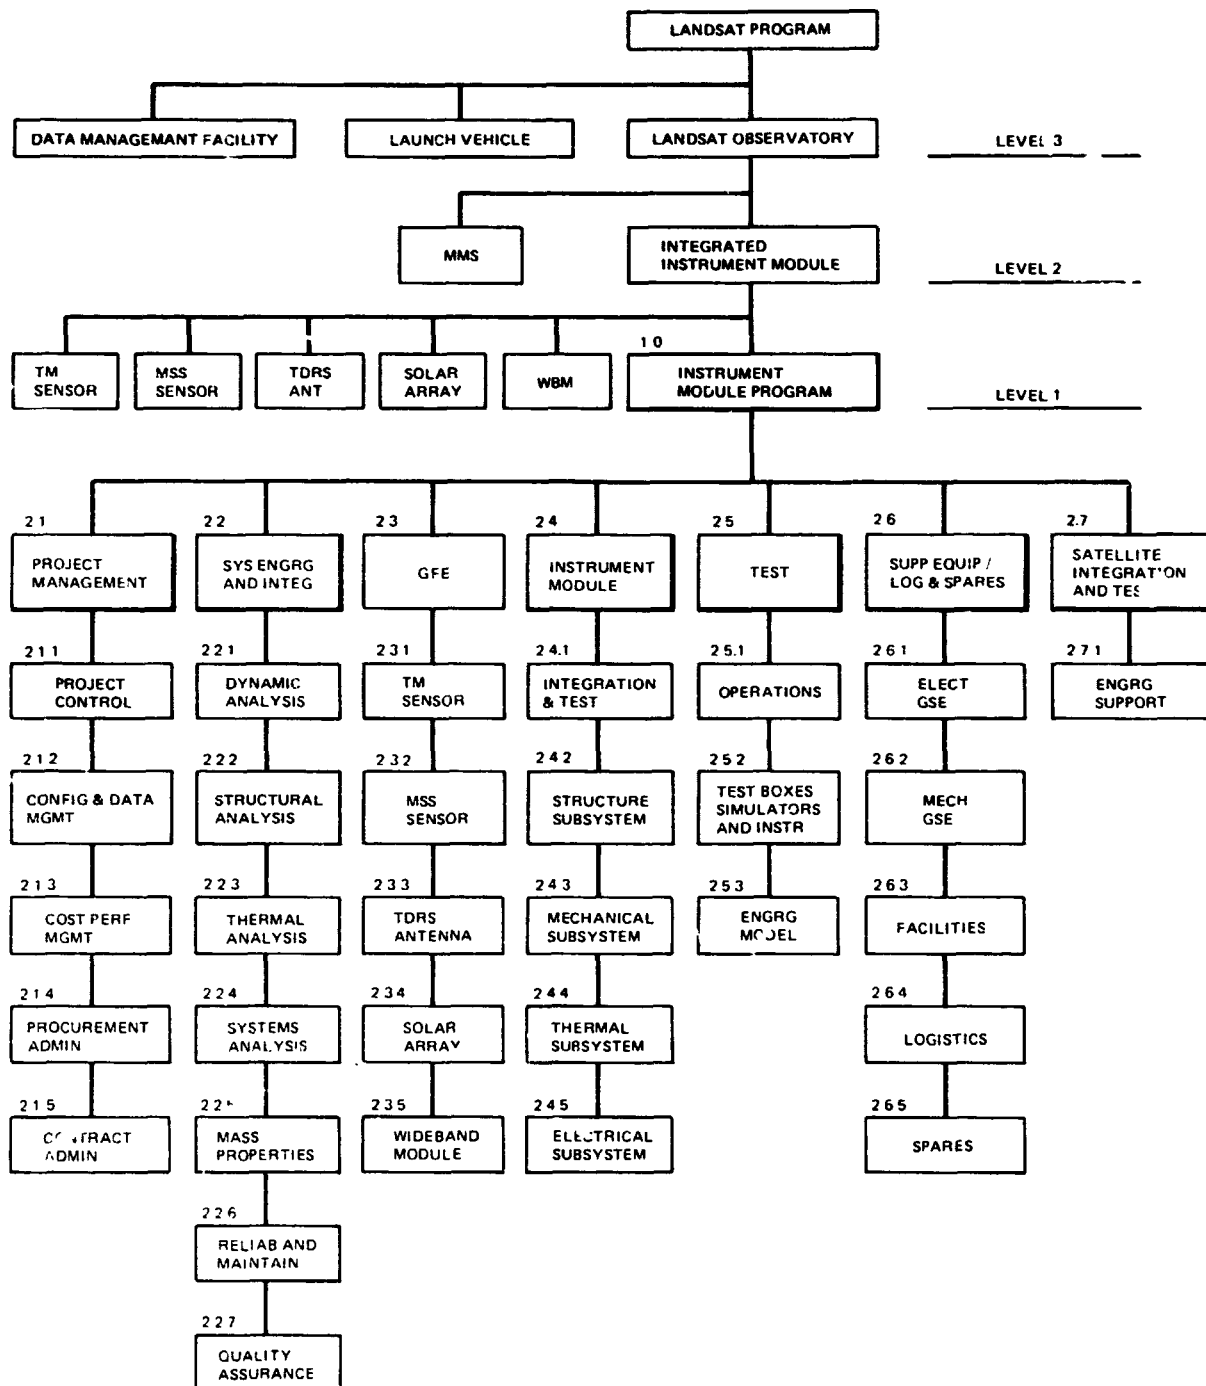 LANDSAT PROGRAM
DATA MANAGEMANT FACILITY
LAUNCH VEHICLE
LANDSAT OBSERVATORY
LEVEL 3
MMS
INTEGRATED
INSTRUMENT MODULE
LEVEL 2
TM
SENSOR
MSS
SENSOR
TDRS
ANT
SOLAR
ARRAY
WBM
1 0
INSTRUMENT
MODULE PROGRAM
LEVEL 1
2 1
PROJECT
MANAGEMENT
2 2
SYS ENGRG
AND INTEG
2 3
GFE
2 4
INSTRUMENT
MODULE
2 5
TEST
2 6
SUPP EQUIP /
LOG & SPARES
2.7
SATELLITE
INTEGRATION
AND
2 1 1
PROJECT
CONTROL
2 2 1
DYNAMIC
ANALYSIS
2 3 1
TM
SENSOR
2 4.1
INTEGRATION
& TEST
2 5.1
OPERATIONS
2 6 1
ELECT
GSE
2 7 1
ENGRG
SUPPORT
2 1 2
CONFIG & DATA
MGMT
2 2 2
STRUCTURAL
ANALYSIS
2 3 2
MSS
SENSOR
2 4 2
STRUCTURE
SUBSYSTEM
2 5 2
TEST BOXES
SIMULATORS
AND INSTR
2 6 2
MECH
GSE
2 1 3
COST PERF
MGMT
2 2 3
THERMAL
ANALYSIS
2 3 3
TDRS
ANTENNA
2 4 3
MECHANICAL
SUBSYSTEM
2 5 3
ENGRG
MODEL
2 6 3
FACILITIES
2 1 4
PROCUREMENT
ADMIN
2 2 4
SYSTEMS
ANALYSIS
2 3 4
SOLAR
ARRAY
2 4 4
THERMAL
SUBSYSTEM
2 6 4
LOGISTICS
2 1 5
CONTRACT
ADMIN
MASS
PROPERTIES
2 3 5
WIDEBAND
MODULE
2 4 5
ELECTRICAL
SUBSYSTEM
2 6 5
SPARES
2 2 6
RELIAB AND
MAINTAIN
2 2 7
QUALITY
ASSURANCE